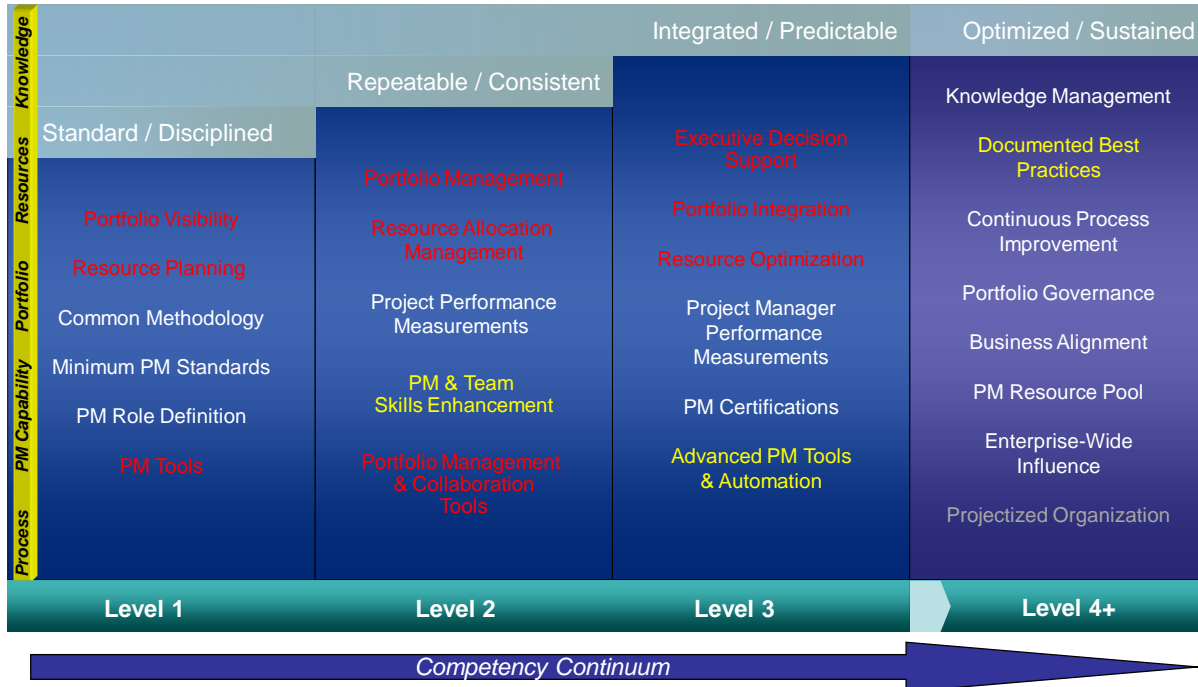 Knowledge
Resources
Portfolio
PM Capability
Process
Standard / Disciplined
Portfolio Visibility
Resource Planning
Common Methodology
Minimum PM Standards
PM Role Definition
PM Tools
Level 1
Repeatable / Consistent
Portfolio Management
Resource Allocation
Management
Project Performance
Measurements
PM & Team
Skills Enhancement
Portfolio Management
& Collaboration
Tools
Level 2
Integrated / Predictable
Executive Decision
Support
Portfolio Integration
Resource Optimization
Project Manager
Performance
Measurements
PM Certifications
Advanced PM Tools
& Automation
Level 3
Optimized / Sustained
Knowledge Management
Documented Best
Practices
Continuous Process
Improvement
Portfolio Governance
Business Alignment
PM Resource Pool
Enterprise-Wide
Influence
Projectized Organization
Level 4+
Competency Continuum